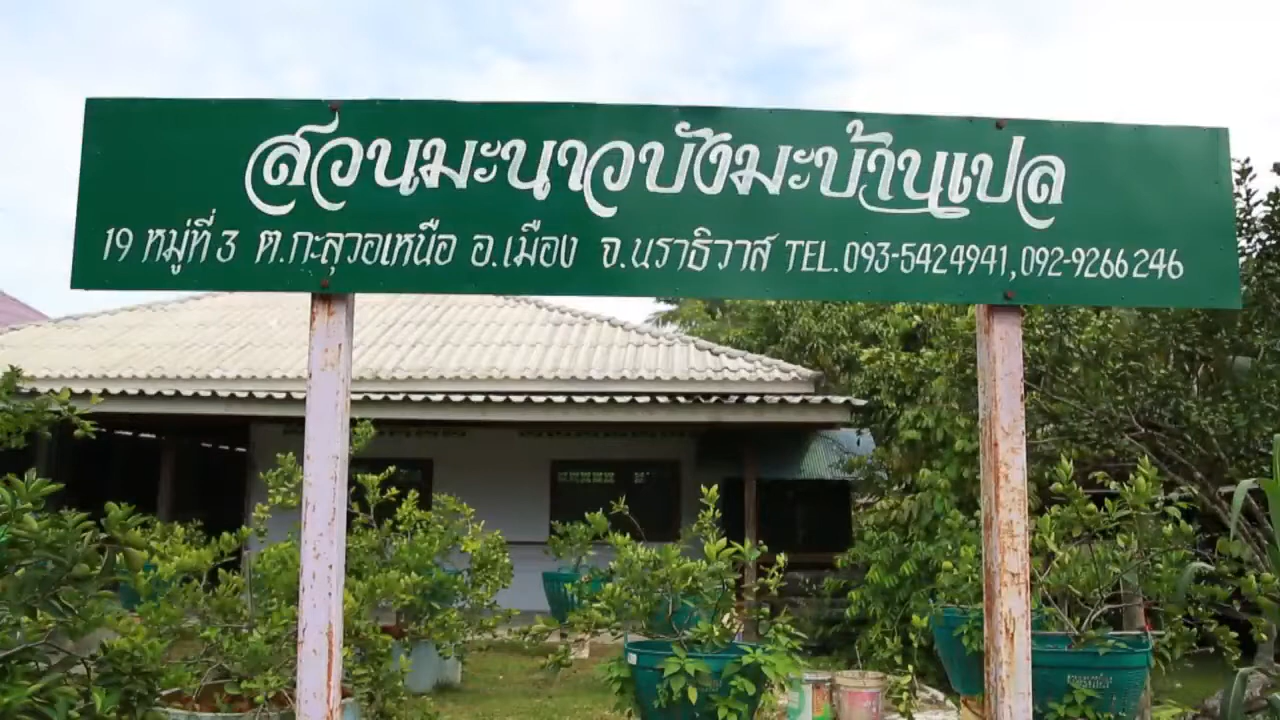 สวนมะนาวบังมะบ้านเปล
19 หมู่ที่ 3 ต.กะลุวอเหนือ อ.เมือง จ.นราธิวาส TEL.093-5424941,092-9266246